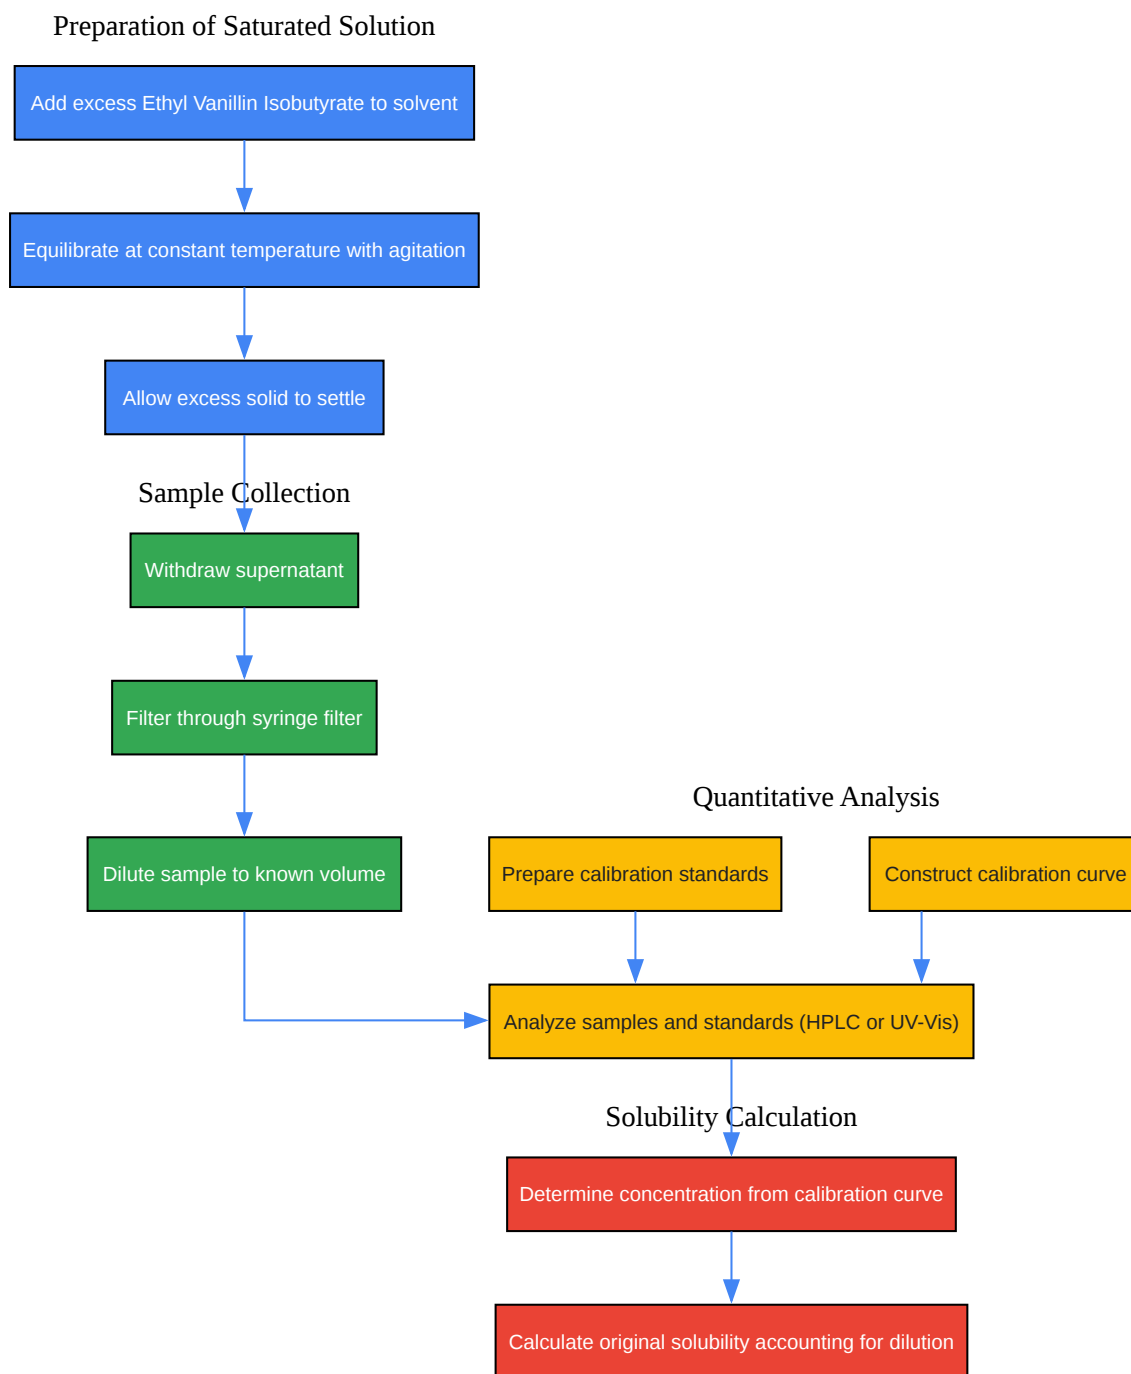 Preparation of Saturated Solution
Add excess Ethyl Vanillin Isobutyrate to solvent
Equilibrate at constant temperature with agitation
Allow excess solid to settle
Sample Collection
Withdraw supernatant
Filter through syringe filter
Dilute sample to known volume
Quantitative Analysis
Prepare calibration standards
Construct calibration curve
Analyze samples and standards (HPLC or UV-Vis)
Solubility Calculation
Determine concentration from calibration curve
Calculate original solubility accounting for dilution